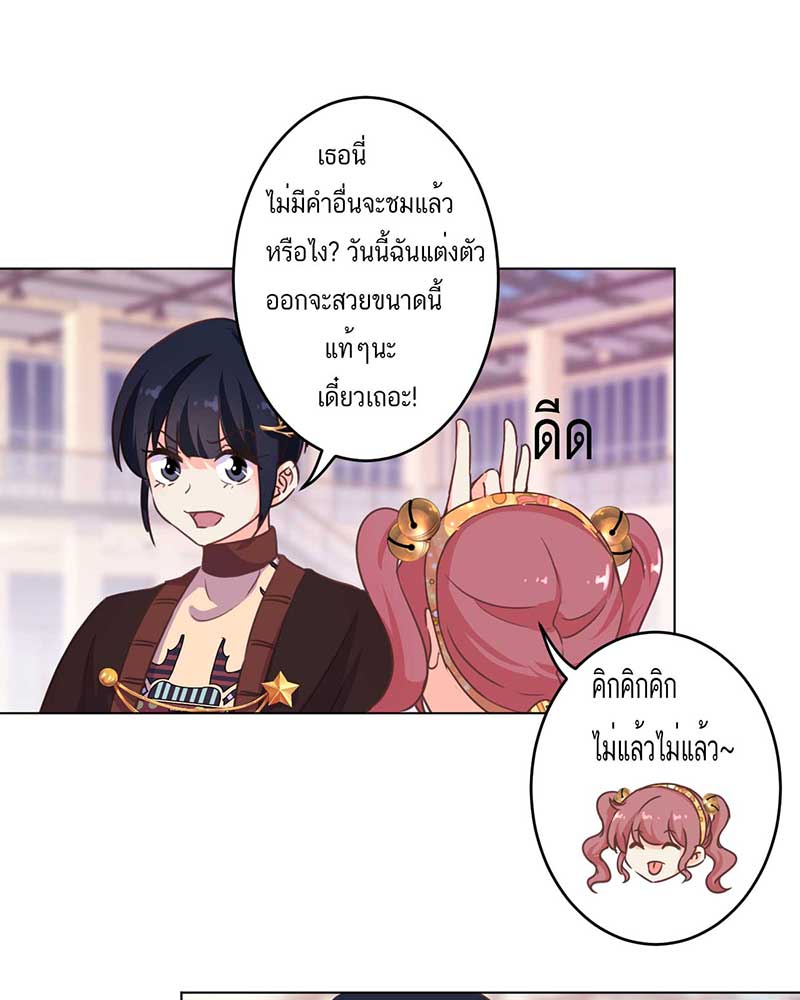 เธอนี่
ไม่มีคำอื่นจะชมแล้ว
หรือไง? วันนี้ฉันแต่งตัว
ออกจะสวยขนาดนี้
แท้ๆนะ
เดี๋ยวเถอะ!
ดีด
คิกคิกคิก
ไม่แล้วไม่แล้ว~